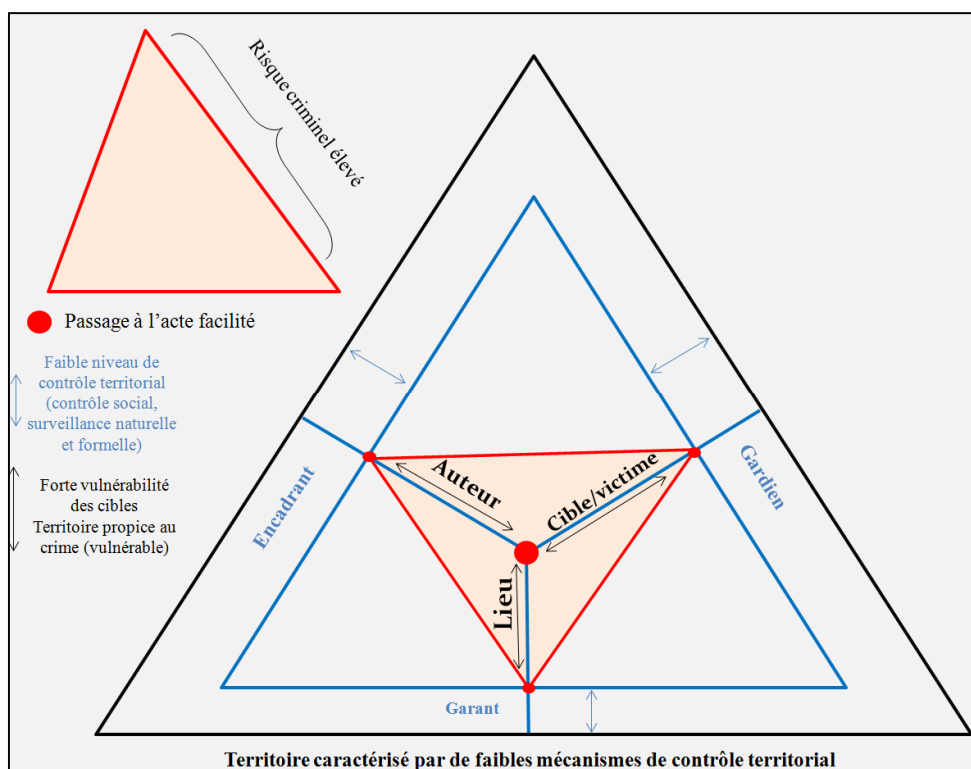 Risque criminel élevé
Passage à l’acte facilité
Faible niveau de
contrôle territorial
(contrôle social,
surveillance naturelle
et formelle)
Forte vulnérabilité
des cibles
Territoire propice au
crime (vulnérable)
Encadrant
Auteur
Cible/victime
Gardien
Lieu
Garant
Territoire caractérisé par de faibles mécanismes de contrôle territorial